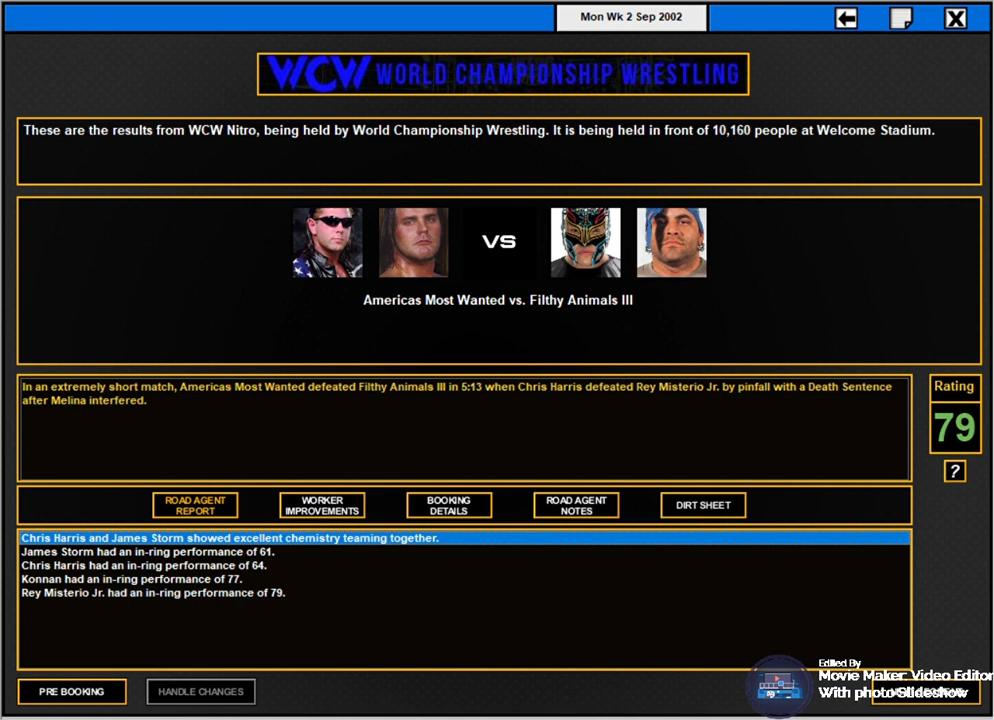 Mon Wk 2 Sep 2002
WCW WORLD CHAMPIONSHIP WRESTLING
These are the results from WCW Nitro, being held by World Championship Wrestling. It is being held in front of 10,160 people at Welcome Stadium.
VS
Americas Most Wanted vs. Filthy Animals III
In an extremely short match, Americas Most Wanted defeated Filthy Animals III in 5:13 when Chris Harris defeated Rey Misterio Jr. by pinfall with a Death Sentence
after Melina interfered.
Rating
79
?
ROAD AGENT REPORT
WORKER IMPROVEMENTS
BOOKING DETAILS
ROAD AGENT NOTES
DIRT SHEET
Chris Harris and James Storm showed excellent chemistry teaming together.
James Storm had an in-ring performance of 61.
Chris Harris had an in-ring performance of 64.
Konnan had an in-ring performance of 77.
Rey Misterio Jr. had an in-ring performance of 79.
PRE BOOKING
HANDLE CHANGES
Edited By
Movie Maker: Video Editor
With photo Slideshow